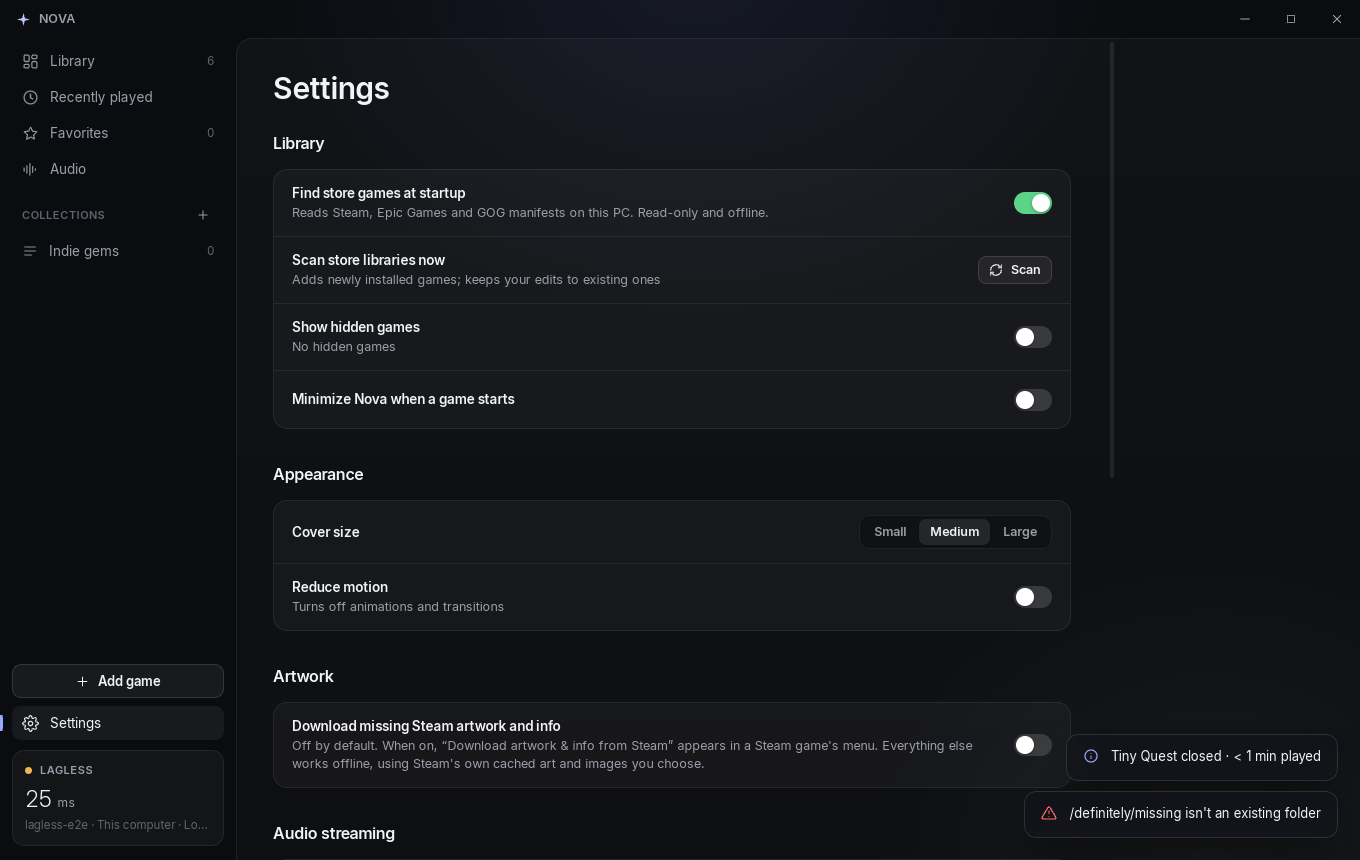 NOVA
Library 6
Recently played
Favorites 0
Audio
COLLECTIONS
Indie gems 0
Add game
Settings
LAGLESS
25 ms
lagless-e2e · This computer · Lo...
Settings
Library
Find store games at startup
Reads Steam, Epic Games and GOG manifests on this PC. Read-only and offline.
Scan store libraries now
Adds newly installed games; keeps your edits to existing ones
Scan
Show hidden games
No hidden games
Minimize Nova when a game starts
Appearance
Cover size
Small Medium Large
Reduce motion
Turns off animations and transitions
Artwork
Download missing Steam artwork and info
Off by default. When on, “Download artwork & info from Steam” appears in a Steam game's menu. Everything else
works offline, using Steam's own cached art and images you choose.
Audio streaming
Tiny Quest closed · < 1 min played
/definitely/missing isn't an existing folder